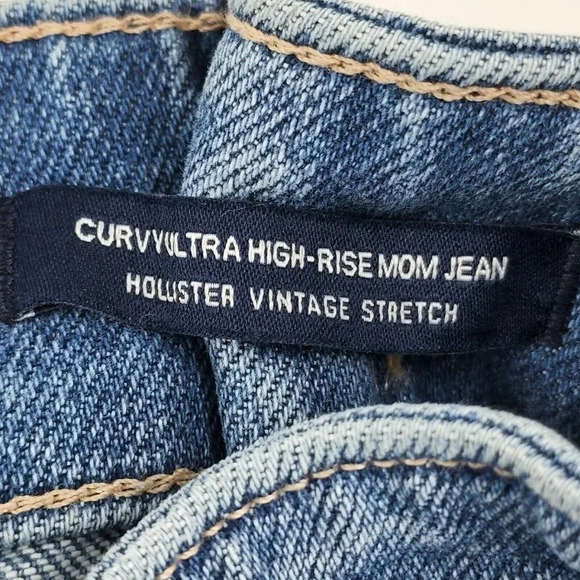 CURVY ULTRA HIGH-RISE MOM JEAN
HOLLISTER VINTAGE STRETCH